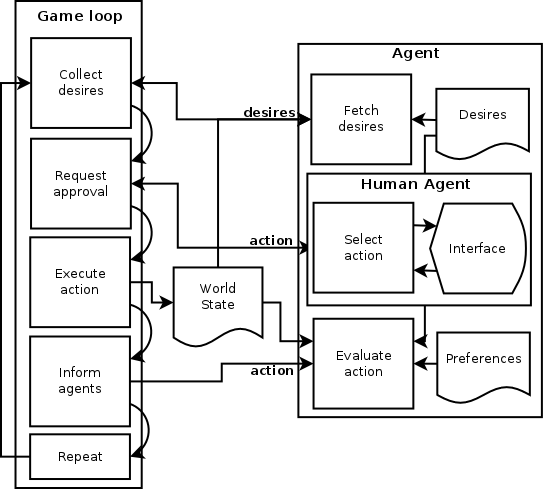 Game loop
Collect
desires
Request
approval
Execute
action
Inform
agents
Repeat
World
State
desires
action
action
Agent
Fetch
desires
Desires
Human Agent
Select
action
Interface
Evaluate
action
Preferences